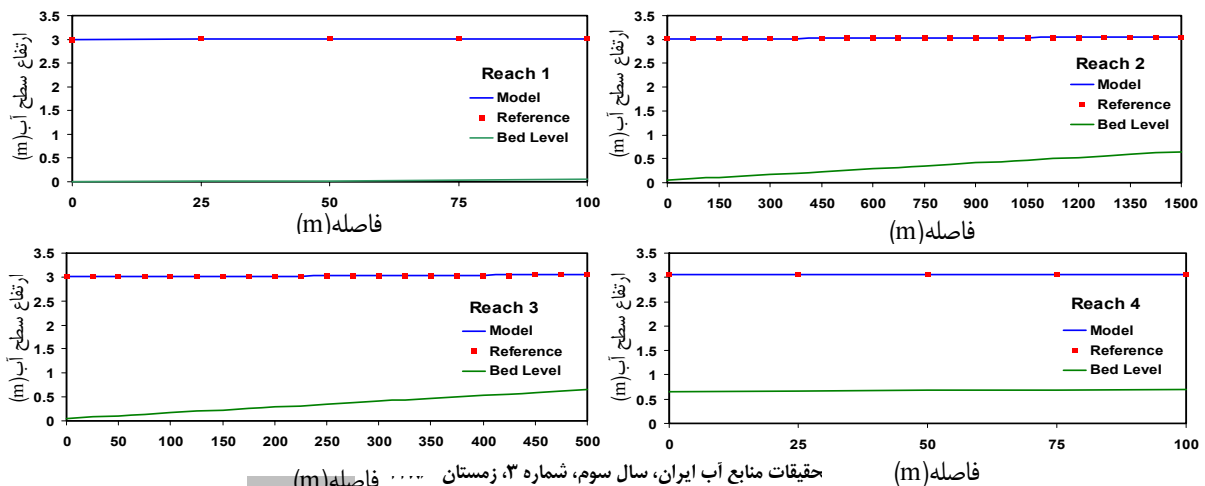 3.5
3
2.5
2
1.5
1
0.5
0
ارتفاع سطح آب(m)
Reach 1
Model
Reference
Bed Level
0 25 50 75 100
فاصله(m)
3.5
3
2.5
2
1.5
1
0.5
0
ارتفاع سطح آب(m)
Reach 2
Model
Reference
Bed Level
0 150 300 450 600 750 900 1050 1200 1350 1500
فاصله(m)
3.5
3
2.5
2
1.5
1
0.5
0
ارتفاع سطح آب(m)
Reach 3
Model
Reference
Bed Level
0 50 100 150 200 250 300 350 400 450 500
فاصله(m)
3.5
3
2.5
2
1.5
1
0.5
0
ارتفاع سطح آب(m)
Reach 4
Model
Reference
Bed Level
0 25 50 75 100
فاصله(m)
حقیقات منابع آب ایران، سال سوم، شماره ۳، زمستان